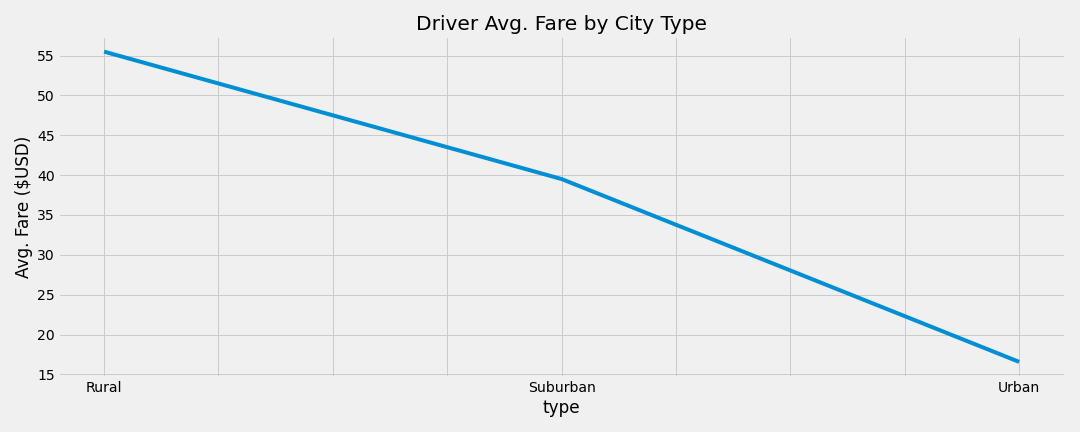 Driver Avg. Fare by City Type
Avg. Fare ($USD)
55
50
45
40
35
30
25
20
15
Rural Suburban Urban
type